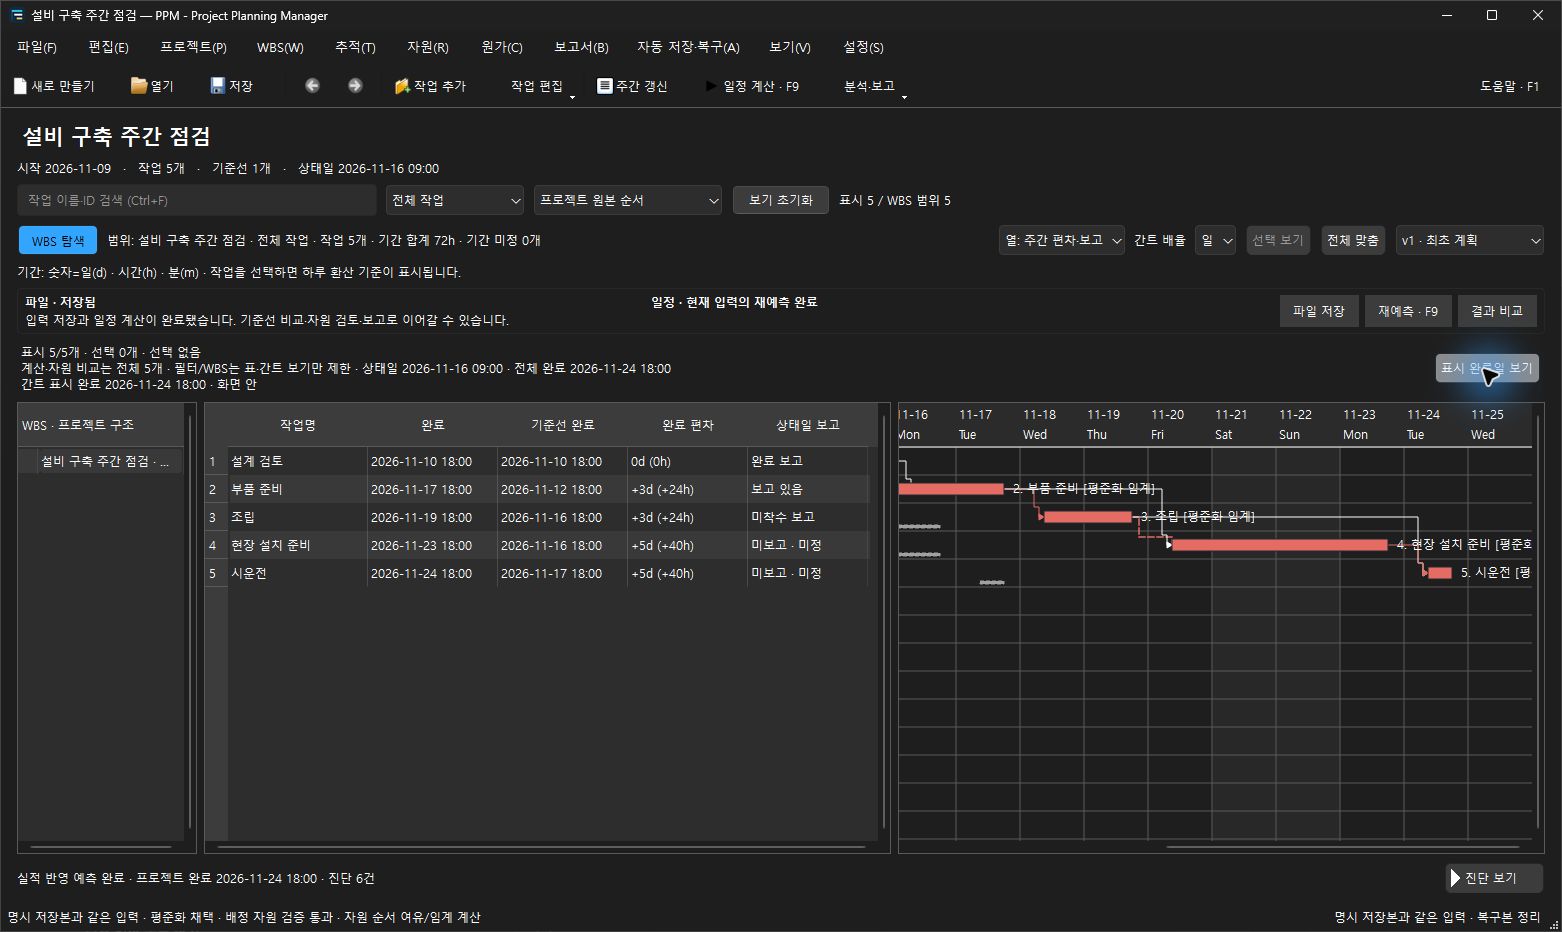 설비 구축 주간 점검 — PPM - Project Planning Manager
파일(F) 편집(E) 프로젝트(P) WBS(W) 추적(T) 자원(R) 원가(C) 보고서(B) 자동 저장·복구(A) 보기(V) 설정(S)
새로 만들기 열기 저장 작업 추가 작업 편집 주간 갱신 일정 계산 · F9 분석·보고 도움말 · F1
설비 구축 주간 점검
시작 2026-11-09 · 작업 5개 · 기준선 1개 · 상태일 2026-11-16 09:00
작업 이름·ID 검색 (Ctrl+F) 전체 작업 프로젝트 원본 순서 보기 초기화 표시 5 / WBS 범위 5
WBS 탐색 범위: 설비 구축 주간 점검 · 전체 작업 · 작업 5개 · 기간 합계 72h · 기간 미정 0개 열: 주간 편차·보고 간트 배율 일 선택 보기 전체 맞춤 v1 · 최초 계획
기간: 숫자=일(d) · 시간(h) · 분(m) · 작업을 선택하면 하루 환산 기준이 표시됩니다.
파일 · 저장됨 일정 · 현재 입력의 재예측 완료
입력 저장과 일정 계산이 완료됐습니다. 기준선 비교·자원 검토·보고로 이어갈 수 있습니다. 파일 저장 재예측 · F9 결과 비교
표시 5/5개 · 선택 0개 · 선택 없음
계산·자원 비교는 전체 5개 · 필터/WBS는 표·간트 보기만 제한 · 상태일 2026-11-16 09:00 · 전체 완료 2026-11-24 18:00 표시 완료일 보기
간트 표시 완료 2026-11-24 18:00 · 화면 안
WBS · 프로젝트 구조 작업명 완료 기준선 완료 완료 편차 상태일 보고
11-16 11-17 11-18 11-19 11-20 11-21 11-22 11-23 11-24 11-25
Mon Tue Wed Thu Fri Sat Sun Mon Tue Wed
설비 구축 주간 점검 · ...
1 설계 검토 2026-11-10 18:00 2026-11-10 18:00 0d (0h) 완료 보고
2 부품 준비 2026-11-17 18:00 2026-11-12 18:00 +3d (+24h) 보고 있음 2. 부품 준비 [평준화 임계]
3 조립 2026-11-19 18:00 2026-11-16 18:00 +3d (+24h) 미착수 보고 3. 조립 [평준화 임계]
4 현장 설치 준비 2026-11-23 18:00 2026-11-16 18:00 +5d (+40h) 미보고 · 미정 4. 현장 설치 준비 [평준화
5 시운전 2026-11-24 18:00 2026-11-17 18:00 +5d (+40h) 미보고 · 미정 5. 시운전 [평
실적 반영 예측 완료 · 프로젝트 완료 2026-11-24 18:00 · 진단 6건 진단 보기
명시 저장본과 같은 입력 · 평준화 채택 · 배정 자원 검증 통과 · 자원 순서 여유/임계 계산 명시 저장본과 같은 입력 · 복구본 정리